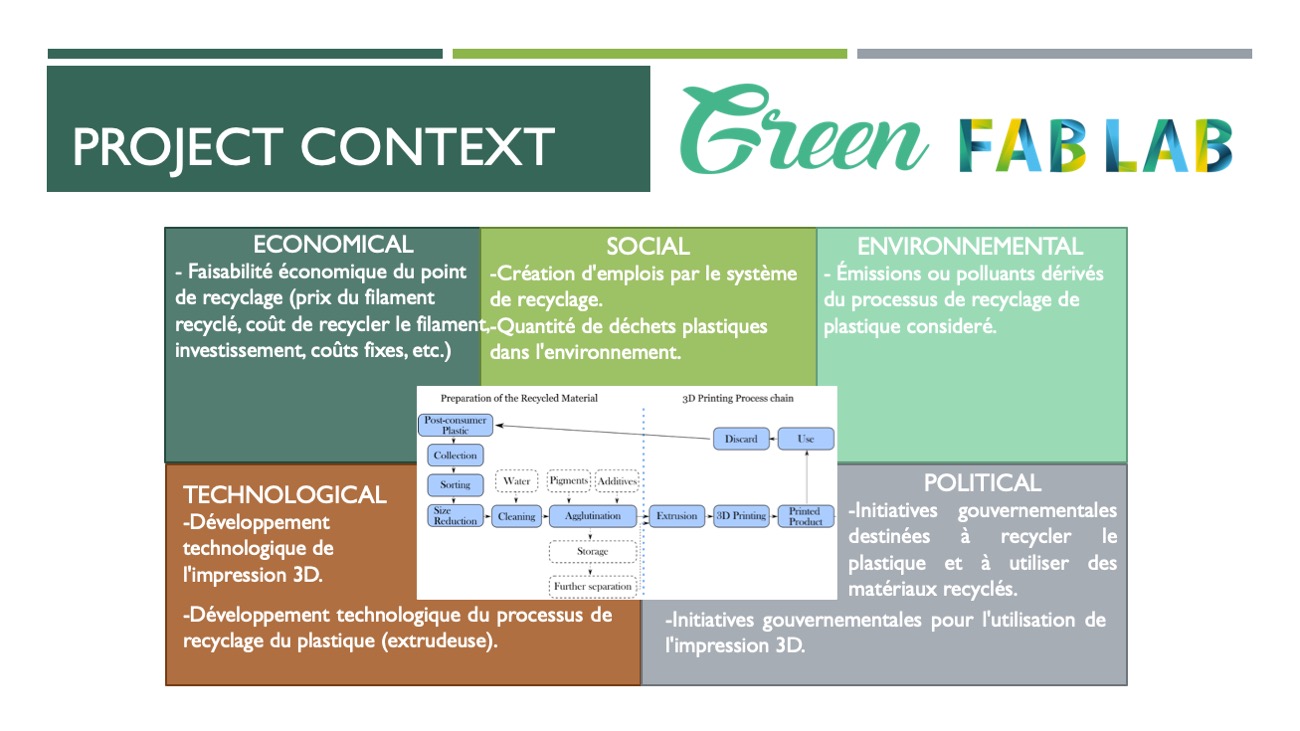 PROJECT CONTEXT
Green FAB LAB
ECONOMICAL
- Faisabilité économique du point
de recyclage (prix du filament
recyclé, coût de recycler le filament,
investissement, coûts fixes, etc.)
SOCIAL
-Création d'emplois par le système
de recyclage.
-Quantité de déchets plastiques
dans l'environnement.
ENVIRONNEMENTAL
- Émissions ou polluants dérivés
du processus de recyclage de
plastique consideré.
Preparation of the Recycled Material
3D Printing Process chain
Post-consumer
Plastic
Discard
Use
Collection
Sorting
Water
Pigments
Additives
Size
Reduction
Cleaning
Agglutination
Extrusion
3D Printing
Printed
Product
Storage
Further separation
TECHNOLOGICAL
-Développement
technologique de
l'impression 3D.
-Développement technologique du processus de
recyclage du plastique (extrudeuse).
POLITICAL
-Initiatives gouvernementales
destinées à recycler le
plastique et à utiliser des
matériaux recyclés.
-Initiatives gouvernementales pour l'utilisation de
l'impression 3D.